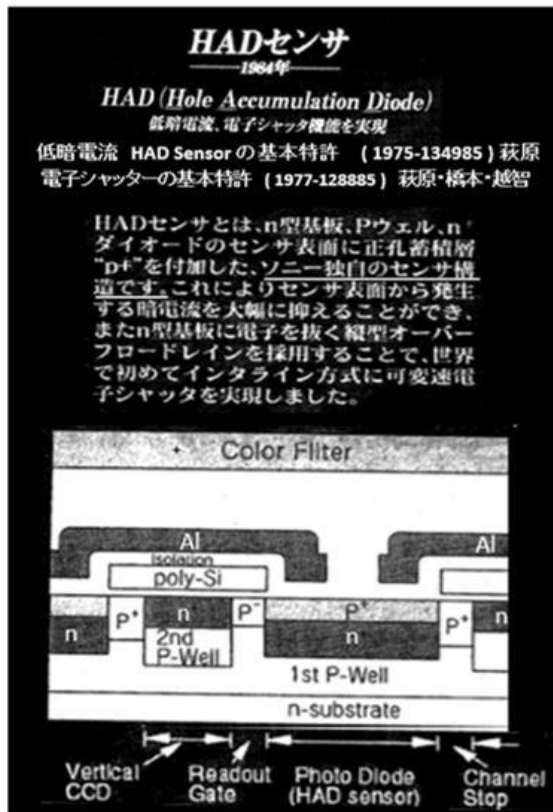 HADセンサ
1984年
HAD (Hole Accumulation Diode)
低暗電流、電子シャッタ機能を実現
低暗電流 HAD Sensor の基本特許 (1975-134985) 萩原
電子シャッターの基本特許 (1977-128885) 萩原・橋本・越智
HADセンサとは、n型基板、Pウェル、n⁺
ダイオードのセンサ表面に正孔蓄積層
"p+"を付加した、ソニー独自のセンサ構
造です。これによりセンサ表面から発生
する暗電流を大幅に抑えることができ、
またn型基板に電子を抜く縦型オーバー
フロードレインを採用することで、世界
で初めてインタライン方式に可変速電
子シャッタを実現しました。
Color Filter
Al Al
isolation
poly-Si
n P⁺ n P⁻ P⁺ n P⁺ n
2nd
P-Well
1st P-Well
n-substrate
Vertical
CCD
Readout
Gate
Photo Diode
(HAD sensor)
Channel
Stop